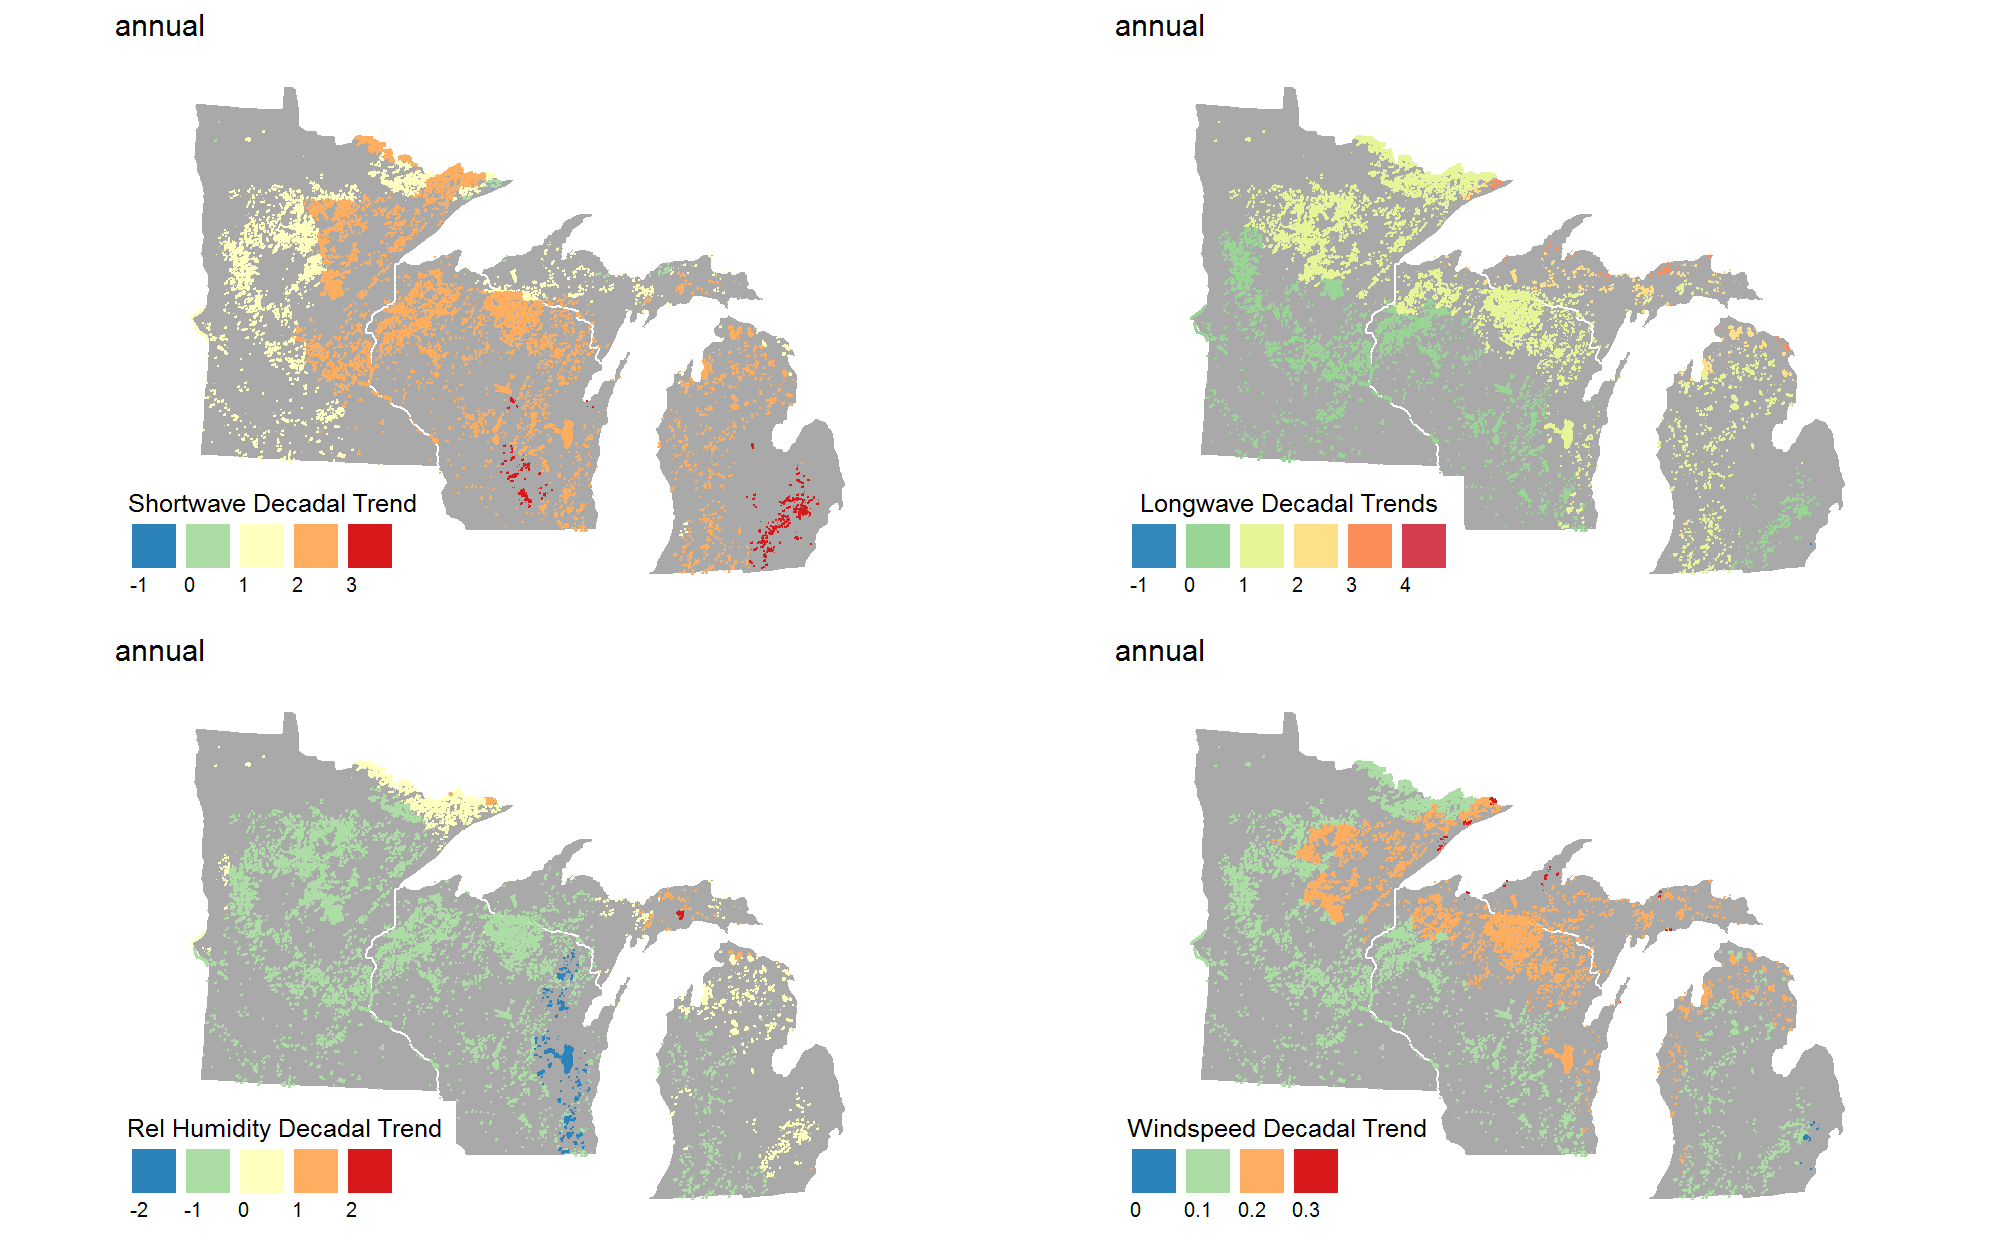 annual
annual
Shortwave Decadal Trend
-1 0 1 2 3
Longwave Decadal Trends
-1 0 1 2 3 4
annual
annual
Rel Humidity Decadal Trend
-2 -1 0 1 2
Windspeed Decadal Trend
0 0.1 0.2 0.3